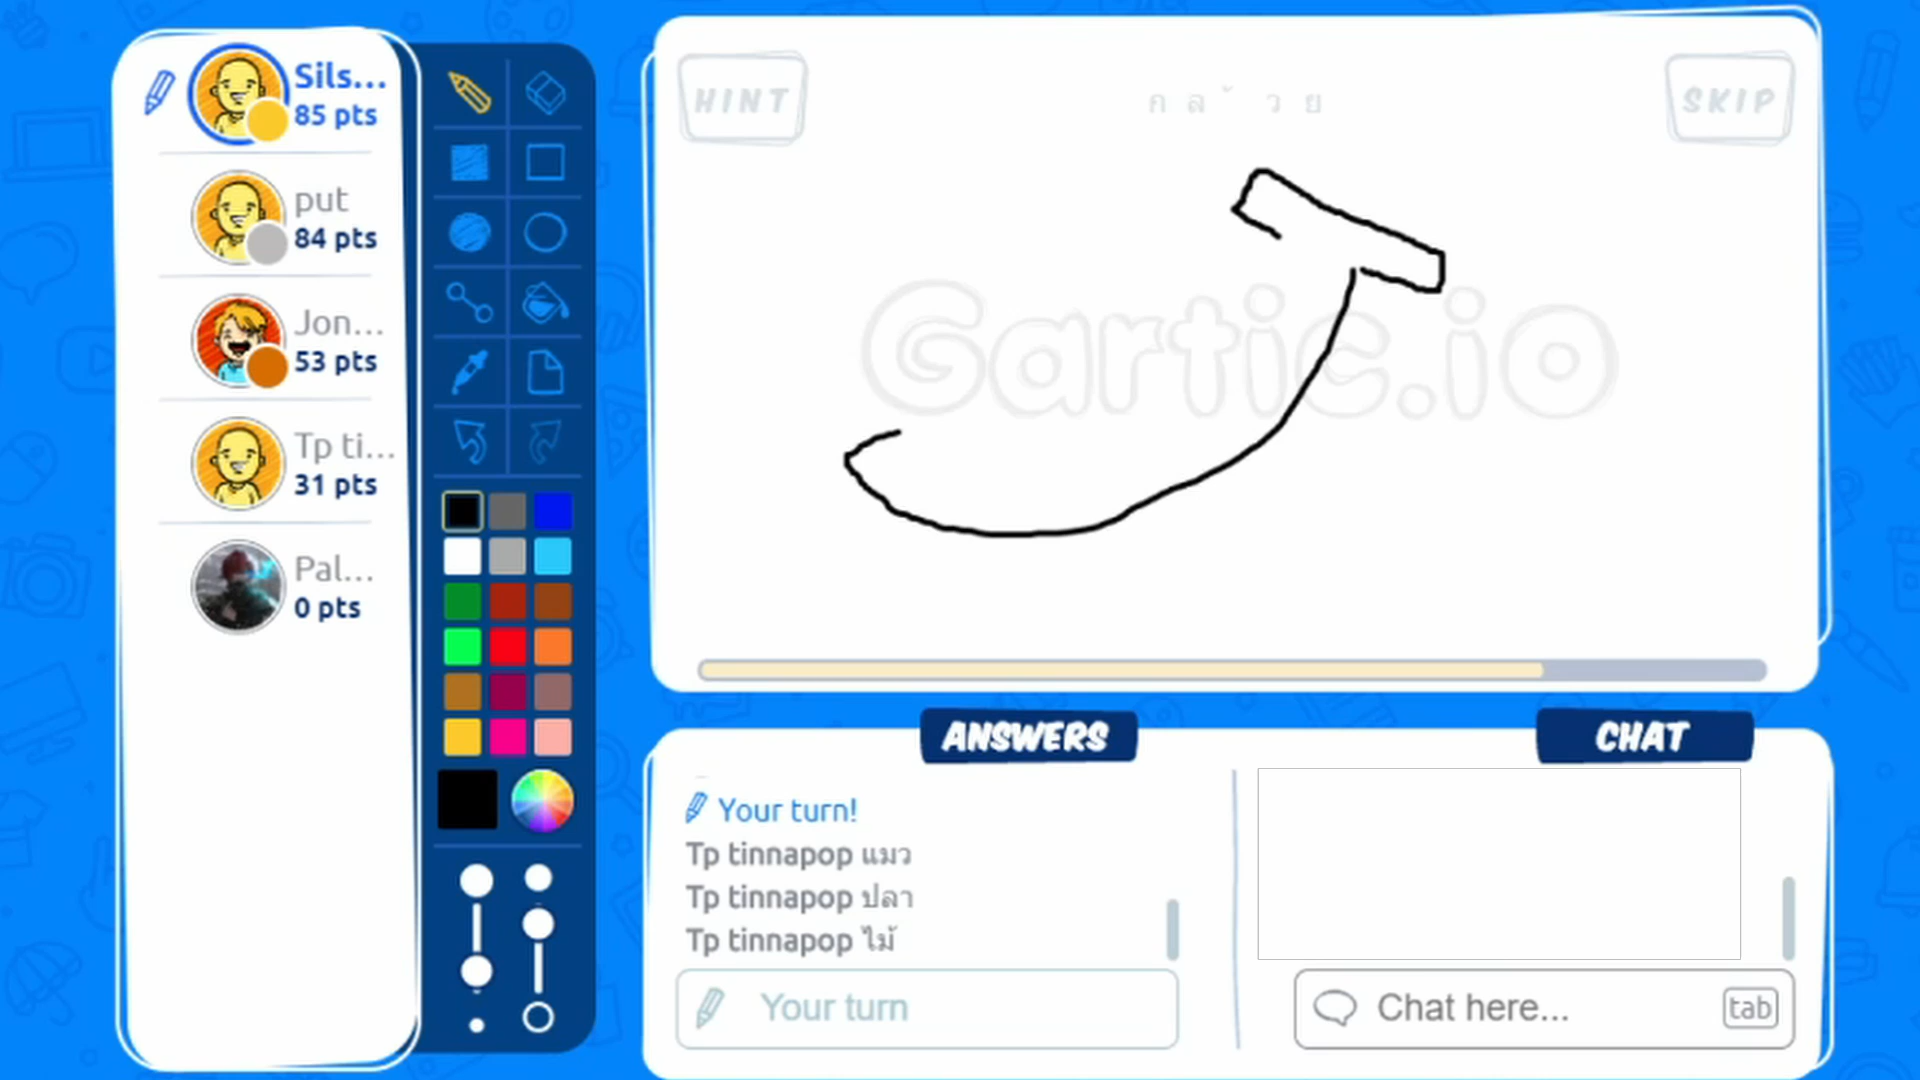 Sils...
85 pts
put
84 pts
Jon...
53 pts
Tp ti...
31 pts
Pal...
0 pts
HINT
ก ล ้ ว ย
SKIP
Gartic.io
ANSWERS
CHAT
Your turn!
Tp tinnapop แมว
Tp tinnapop ปลา
Tp tinnapop ไม้
Your turn
Chat here...
tab